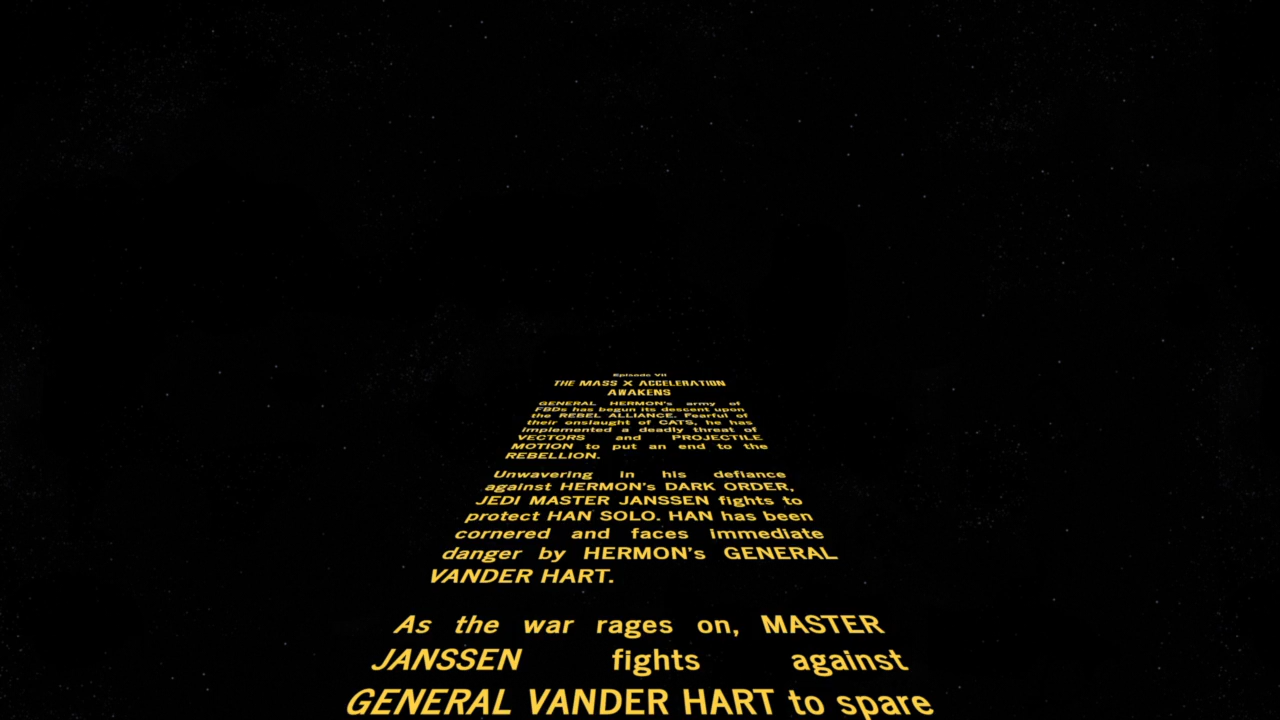 Episode VII
THE MASS X ACCELERATION
AWAKENS
GENERAL HERMON's army of
FBDs has begun its descent upon
the REBEL ALLIANCE. Fearful of
their onslaught of CATS, he has
implemented a deadly threat of
VECTORS and PROJECTILE
MOTION to put an end to the
REBELLION.
Unwavering in his defiance
against HERMON's DARK ORDER,
JEDI MASTER JANSSEN fights to
protect HAN SOLO. HAN has been
cornered and faces immediate
danger by HERMON's GENERAL
VANDER HART.
As the war rages on, MASTER
JANSSEN fights against
GENERAL VANDER HART to spare